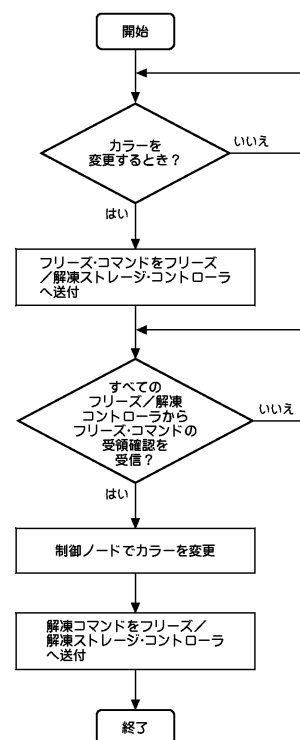 開始
カラーを
変更するとき?
いいえ
はい
フリーズ・コマンドをフリーズ
/解凍ストレージ・コントローラ
へ送付
すべての
フリーズ/解凍
コントローラから
フリーズ・コマンドの
受領確認を
受信?
いいえ
はい
制御ノードでカラーを変更
解凍コマンドをフリーズ/
解凍ストレージ・コントローラ
へ送付
終了